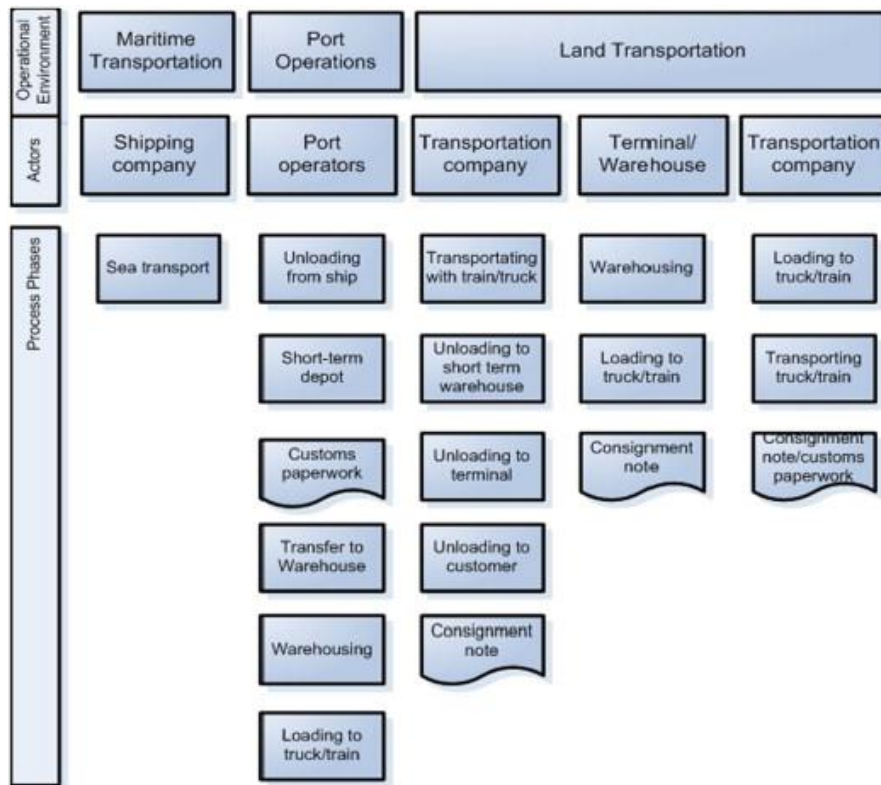 Operational
Environment
Maritime
Transportation
Port
Operations
Land Transportation
Actors
Shipping
company
Port
operators
Transportation
company
Terminal/
Warehouse
Transportation
company
Process Phases
Sea transport
Unloading
from ship
Transportating
with train/truck
Warehousing
Loading to
truck/train
Short-term
depot
Unloading to
short term
warehouse
Loading to
truck/train
Transporting
truck/train
Customs
paperwork
Unloading to
terminal
Consignment
note
Consignment
note/customs
paperwork
Transfer to
Warehouse
Unloading to
customer
Warehousing
Consignment
note
Loading to
truck/train